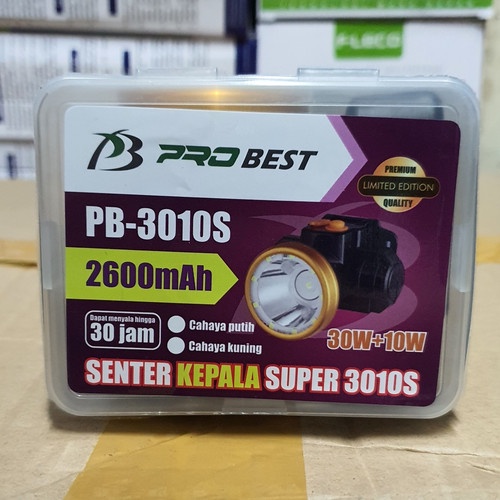 FLECO
PRO BEST
PREMIUM
LIMITED EDITION
QUALITY
PB-3010S
2600mAh
Dapat menyala hingga
30 jam
Cahaya putih
Cahaya kuning
30W+10W
SENTER KEPALA SUPER 3010S